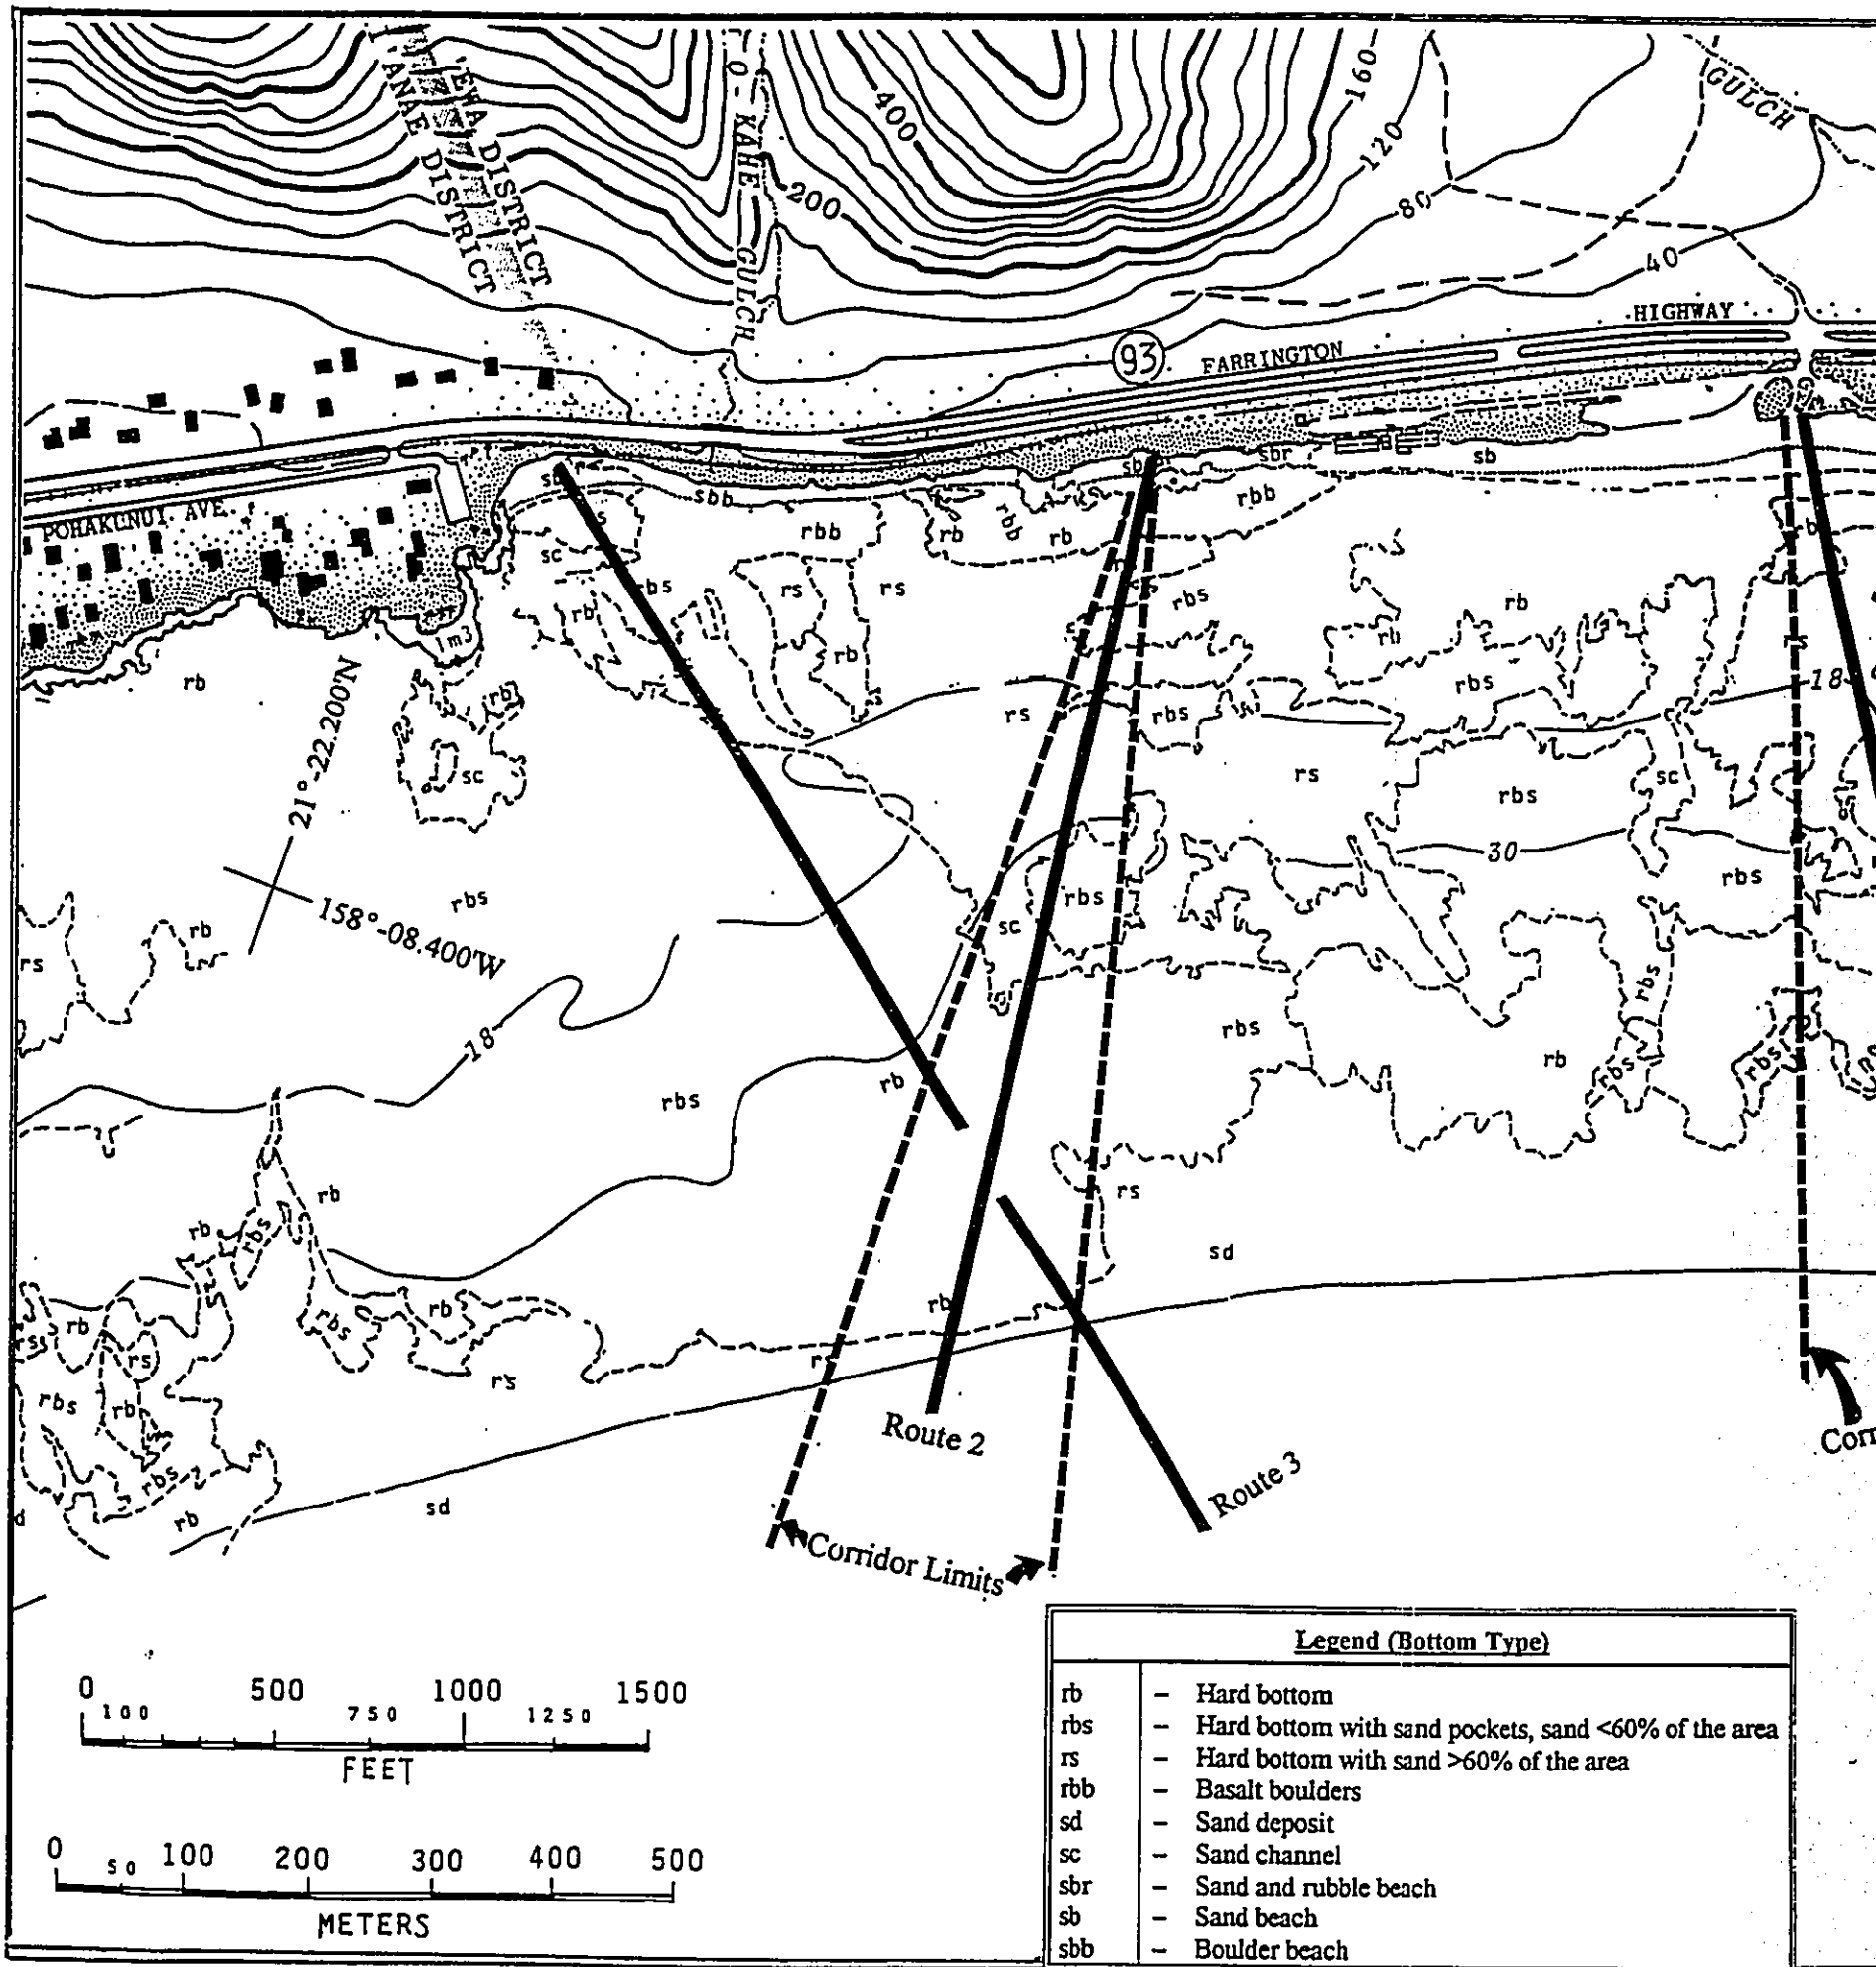 'EWA DISTRICT
DISTRICT
KAHE GULCH
400
200
160
120
80
40
GULCH
93
FARRINGTON
HIGHWAY
POHAKUNUI AVE.
sbb
sbr
sb
rbb
rbb
rbb
rb
rb
sc
rbs
rb
rs
rs
rb
rbs
rb
rb
rbs
rb
rb
sc
rs
rbs
18
21°-22.200'N
rs
rbs
sc
30
rbs
158°-08.400'W
rbs
rb
rs
rbs
sc
rbs
rbs
18
rb
rbs
rb
rbs
rbs
rb
rs
rb
rbs
sd
rb
rb
rbs
rb
rs
rs
rbs
rb
rbs
rb
sd
Route 2
Route 3
Corridor Limits
0 500 1000 1500
100 750 1250
FEET
0 50 100 200 300 400 500
METERS
Legend (Bottom Type)
rb – Hard bottom
rbs – Hard bottom with sand pockets, sand <60% of the area
rs – Hard bottom with sand >60% of the area
rbb – Basalt boulders
sd – Sand deposit
sc – Sand channel
sbr – Sand and rubble beach
sb – Sand beach
sbb – Boulder beach